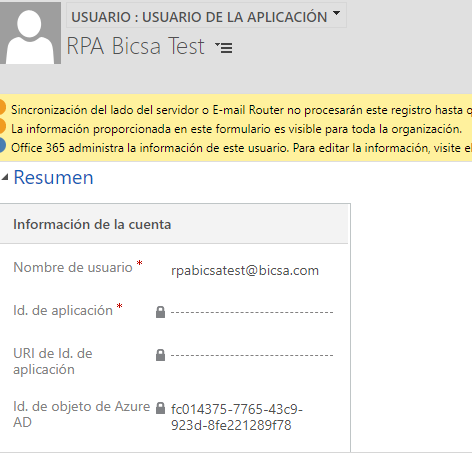 USUARIO : USUARIO DE LA APLICACIÓN
RPA Bicsa Test
Sincronización del lado del servidor o E-mail Router no procesarán este registro hasta
La información proporcionada en este formulario es visible para toda la organización.
Office 365 administra la información de este usuario. Para editar la información, visite
Resumen
Información de la cuenta
Nombre de usuario * rpabicsatest@bicsa.com
Id. de aplicación *
URI de Id. de
aplicación
Id. de objeto de Azure fc014375-7765-43c9-
AD 923d-8fe221289f78